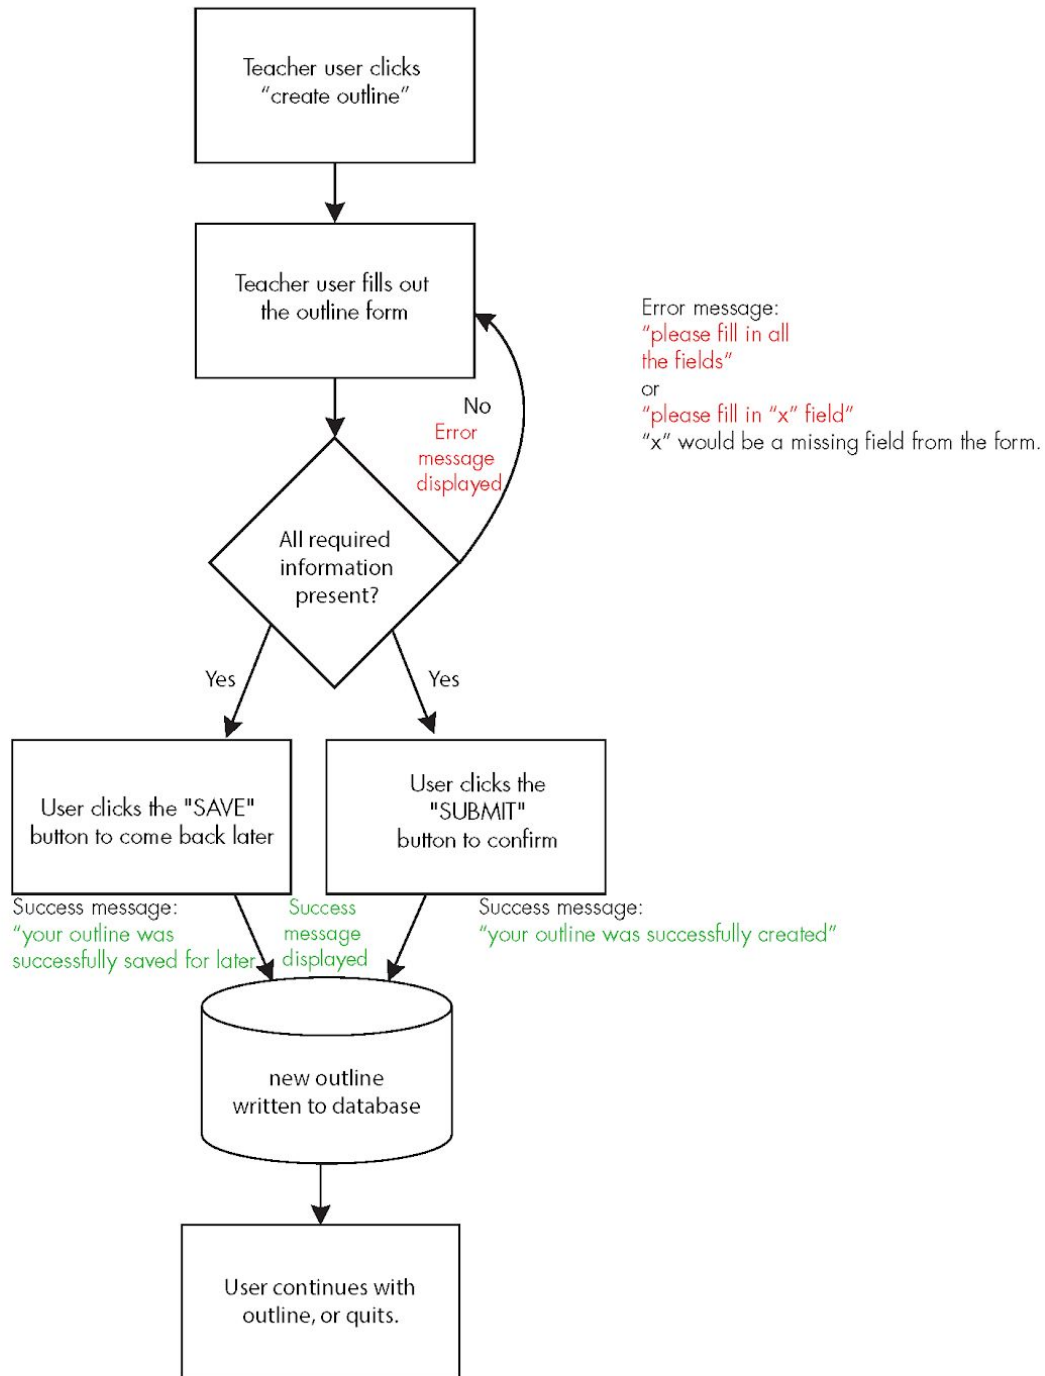 Teacher user clicks
“create outline”
Teacher user fills out
the outline form
Error message:
“please fill in all
the fields”
or
“please fill in “x” field”
“x” would be a missing field from the form.
No
Error
message
displayed
All required
information
present?
Yes
Yes
User clicks the "SAVE"
button to come back later
User clicks the
"SUBMIT"
button to confirm
Success message:
“your outline was
successfully saved for later
Success
message
displayed
Success message:
“your outline was successfully created”
new outline
written to database
User continues with
outline, or quits.